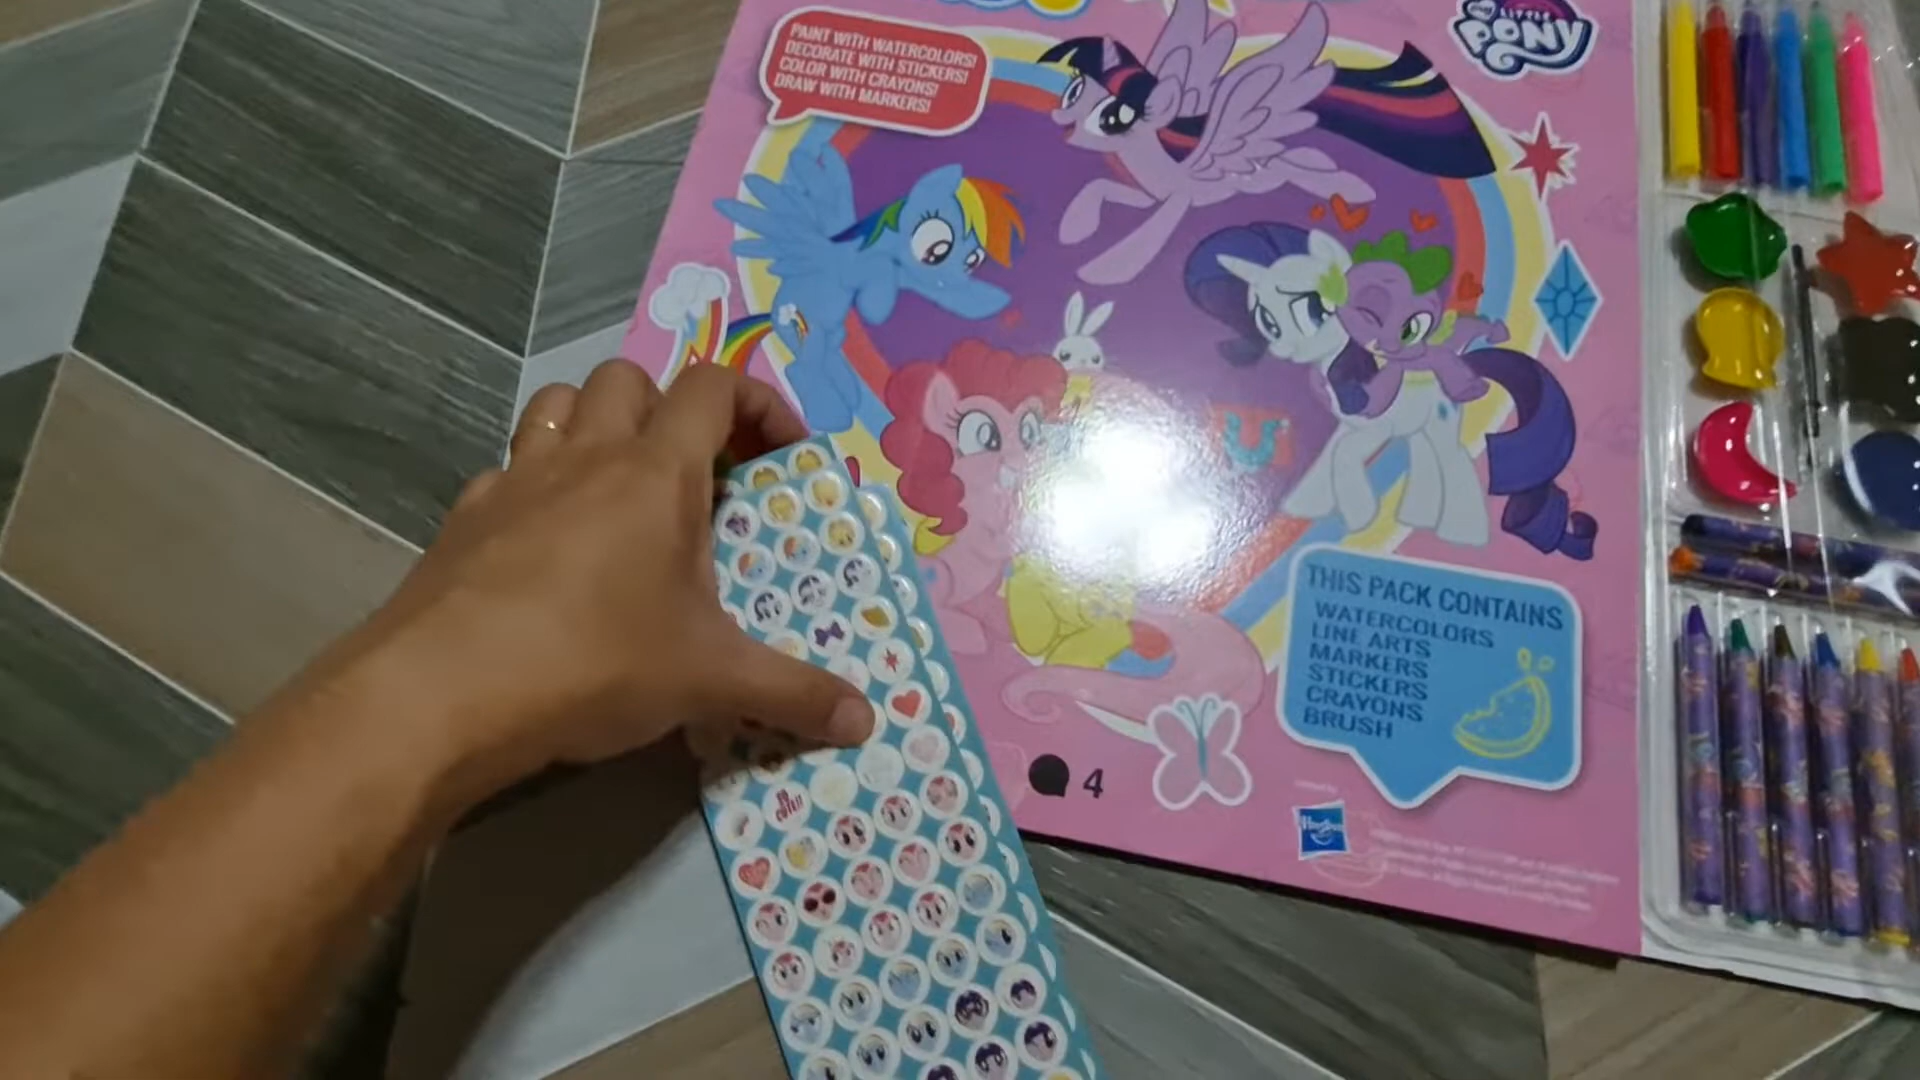 MY LITTLE
PONY
PAINT WITH WATERCOLORS!
DECORATE WITH STICKERS!
COLOR WITH CRAYONS!
DRAW WITH MARKERS!
THIS PACK CONTAINS
WATERCOLORS
LINE ARTS
MARKERS
STICKERS
CRAYONS
BRUSH
4
SO
CUTE!!
Hasbro